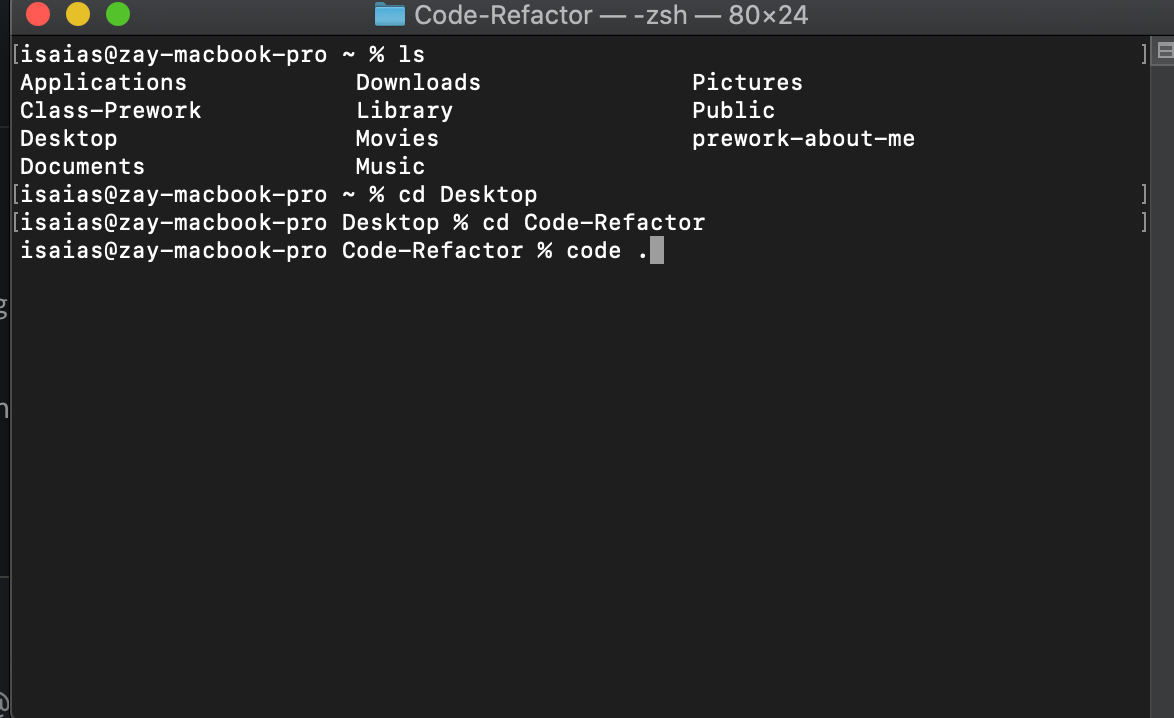 Code-Refactor — -zsh — 80×24
[isaias@zay-macbook-pro ~ % ls ]
Applications Downloads Pictures
Class-Prework Library Public
Desktop Movies prework-about-me
Documents Music
[isaias@zay-macbook-pro ~ % cd Desktop ]
[isaias@zay-macbook-pro Desktop % cd Code-Refactor ]
isaias@zay-macbook-pro Code-Refactor % code .
g
n
@